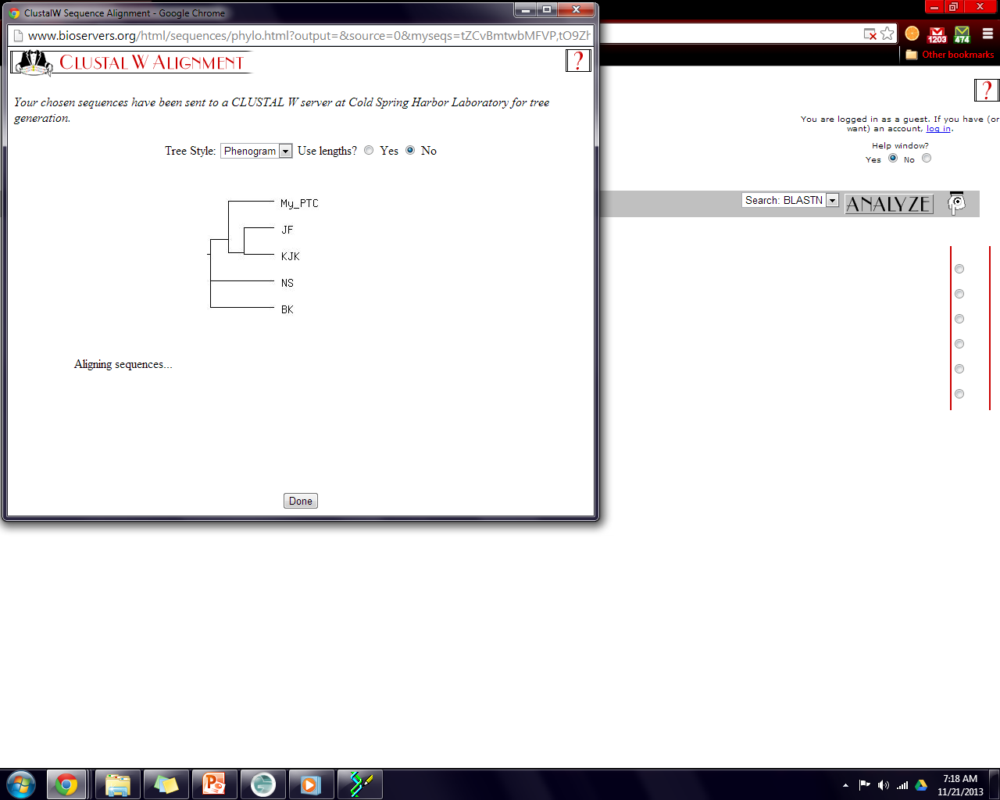 ClustalW Sequence Alignment - Google Chrome
www.bioservers.org/html/sequences/phylo.html?output=&source=0&myseqs=tZCvBmtwbMFVP,tO9Zh
1203
474
Other bookmarks
CLUSTAL W ALIGNMENT
?
?
Your chosen sequences have been sent to a CLUSTAL W server at Cold Spring Harbor Laboratory for tree
generation.
You are logged in as a guest. If you have (or
want) an account, log in.
Help window?
Yes No
Tree Style: Phenogram Use lengths? Yes No
Search: BLASTN ANALYZE
My_PTC
JF
KJK
NS
BK
Aligning sequences...
Done
7:18 AM
11/21/2013